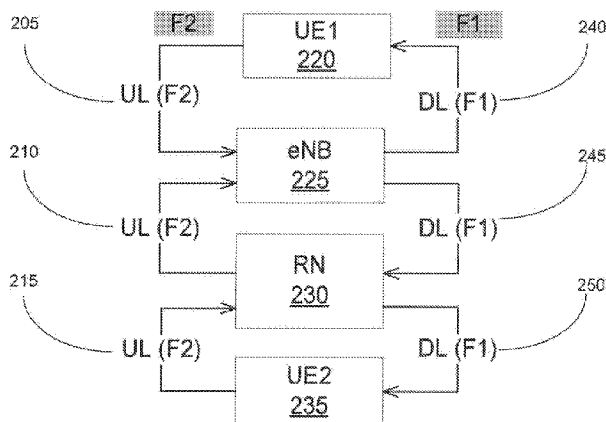 F2
F1
205
UE1
220
240
UL (F2)
DL (F1)
210
eNB
225
245
UL (F2)
DL (F1)
215
RN
230
250
UL (F2)
DL (F1)
UE2
235